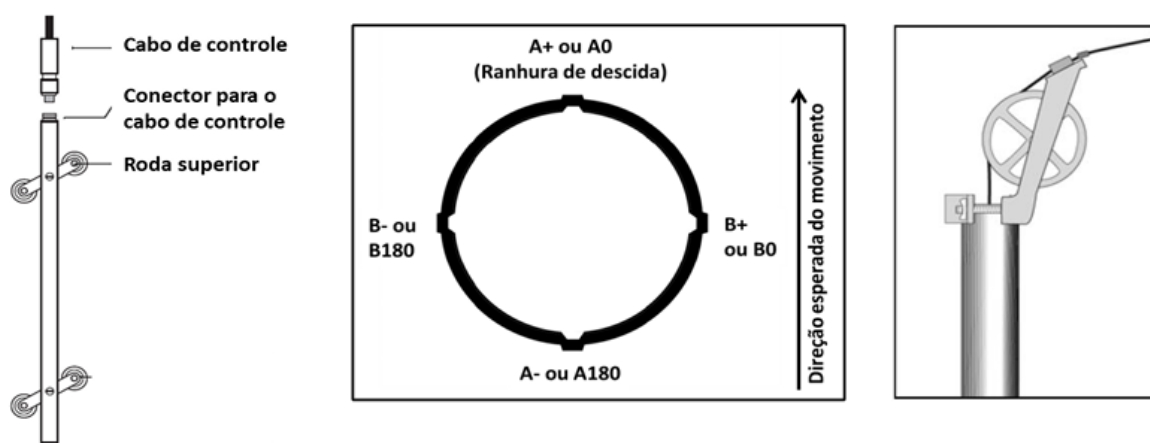 Cabo de controle
Conector para o
cabo de controle
Roda superior
A+ ou A0
(Ranhura de descida)
B- ou
B180
B+
ou B0
A- ou A180
Direção esperada do movimento